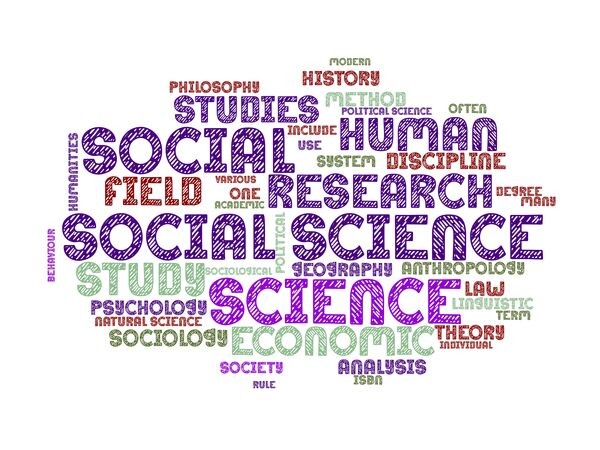 MODERN
HISTORY
PHILOSOPHY
METHOD
STUDIES
POLITICAL SCIENCE
OFTEN
SOCIAL
INCLUDE
HUMAN
USE
HUMANITIES
SYSTEM
DISCIPLINE
FIELD
VARIOUS
ONE
RESEARCH
DEGREE
MANY
ACADEMIC
SOCIAL SCIENCE
POLITICAL
BEHAVIOUR
STUDY
SOCIOLOGICAL
GEOGRAPHY
ANTHROPOLOGY
SCIENCE
LAW
PSYCHOLOGY
LINGUISTIC
NATURAL SCIENCE
TERM
SOCIOLOGY
ECONOMIC
THEORY
INDIVIDUAL
SOCIETY
ANALYSIS
RULE
ISBN